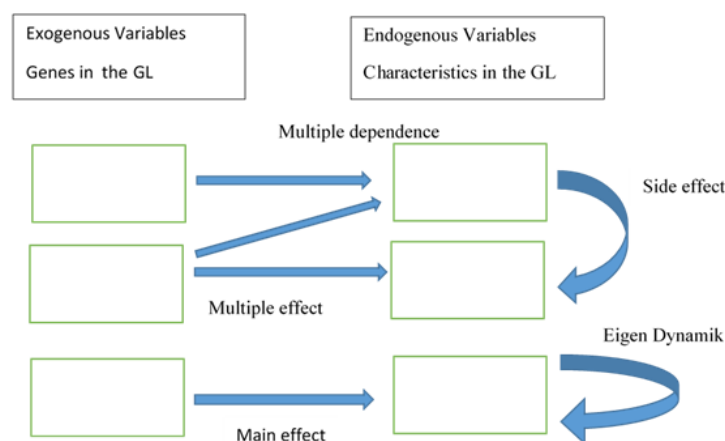 Exogenous Variables
Genes in the GL
Endogenous Variables
Characteristics in the GL
Multiple dependence
Side effect
Multiple effect
Eigen Dynamik
Main effect